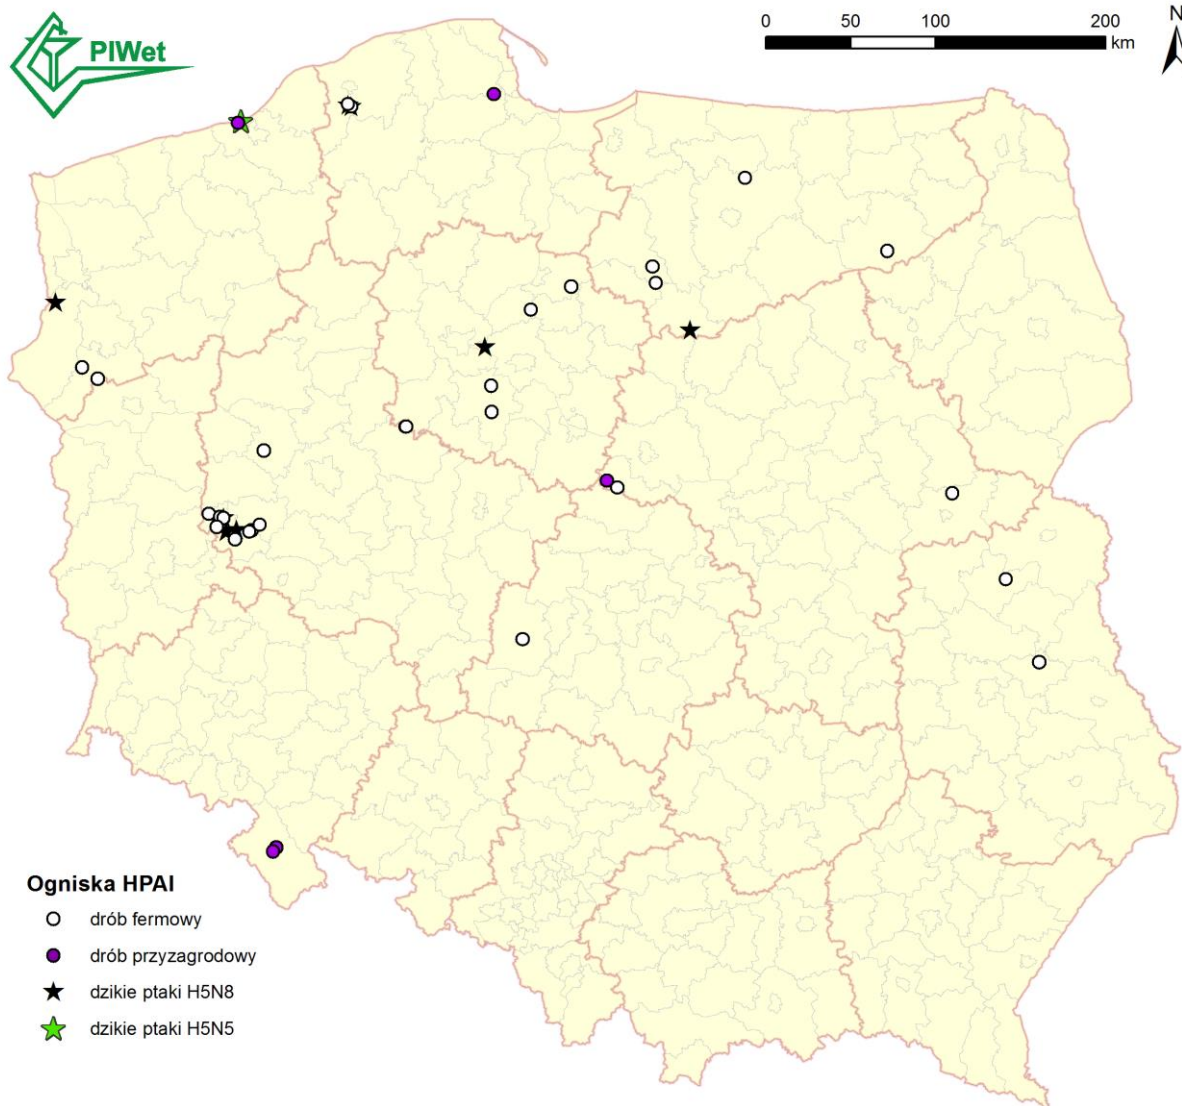 PIWet
0 50 100 200
km
N
Ogniska HPAI
drób fermowy
drób przyzagrodowy
dzikie ptaki H5N8
dzikie ptaki H5N5